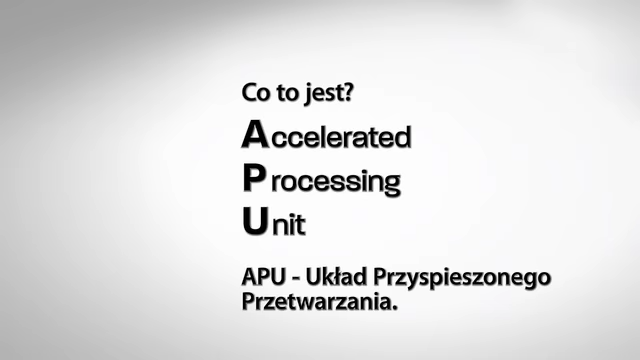 Co to jest?
Accelerated
Processing
Unit
APU - Układ Przyspieszonego
Przetwarzania.